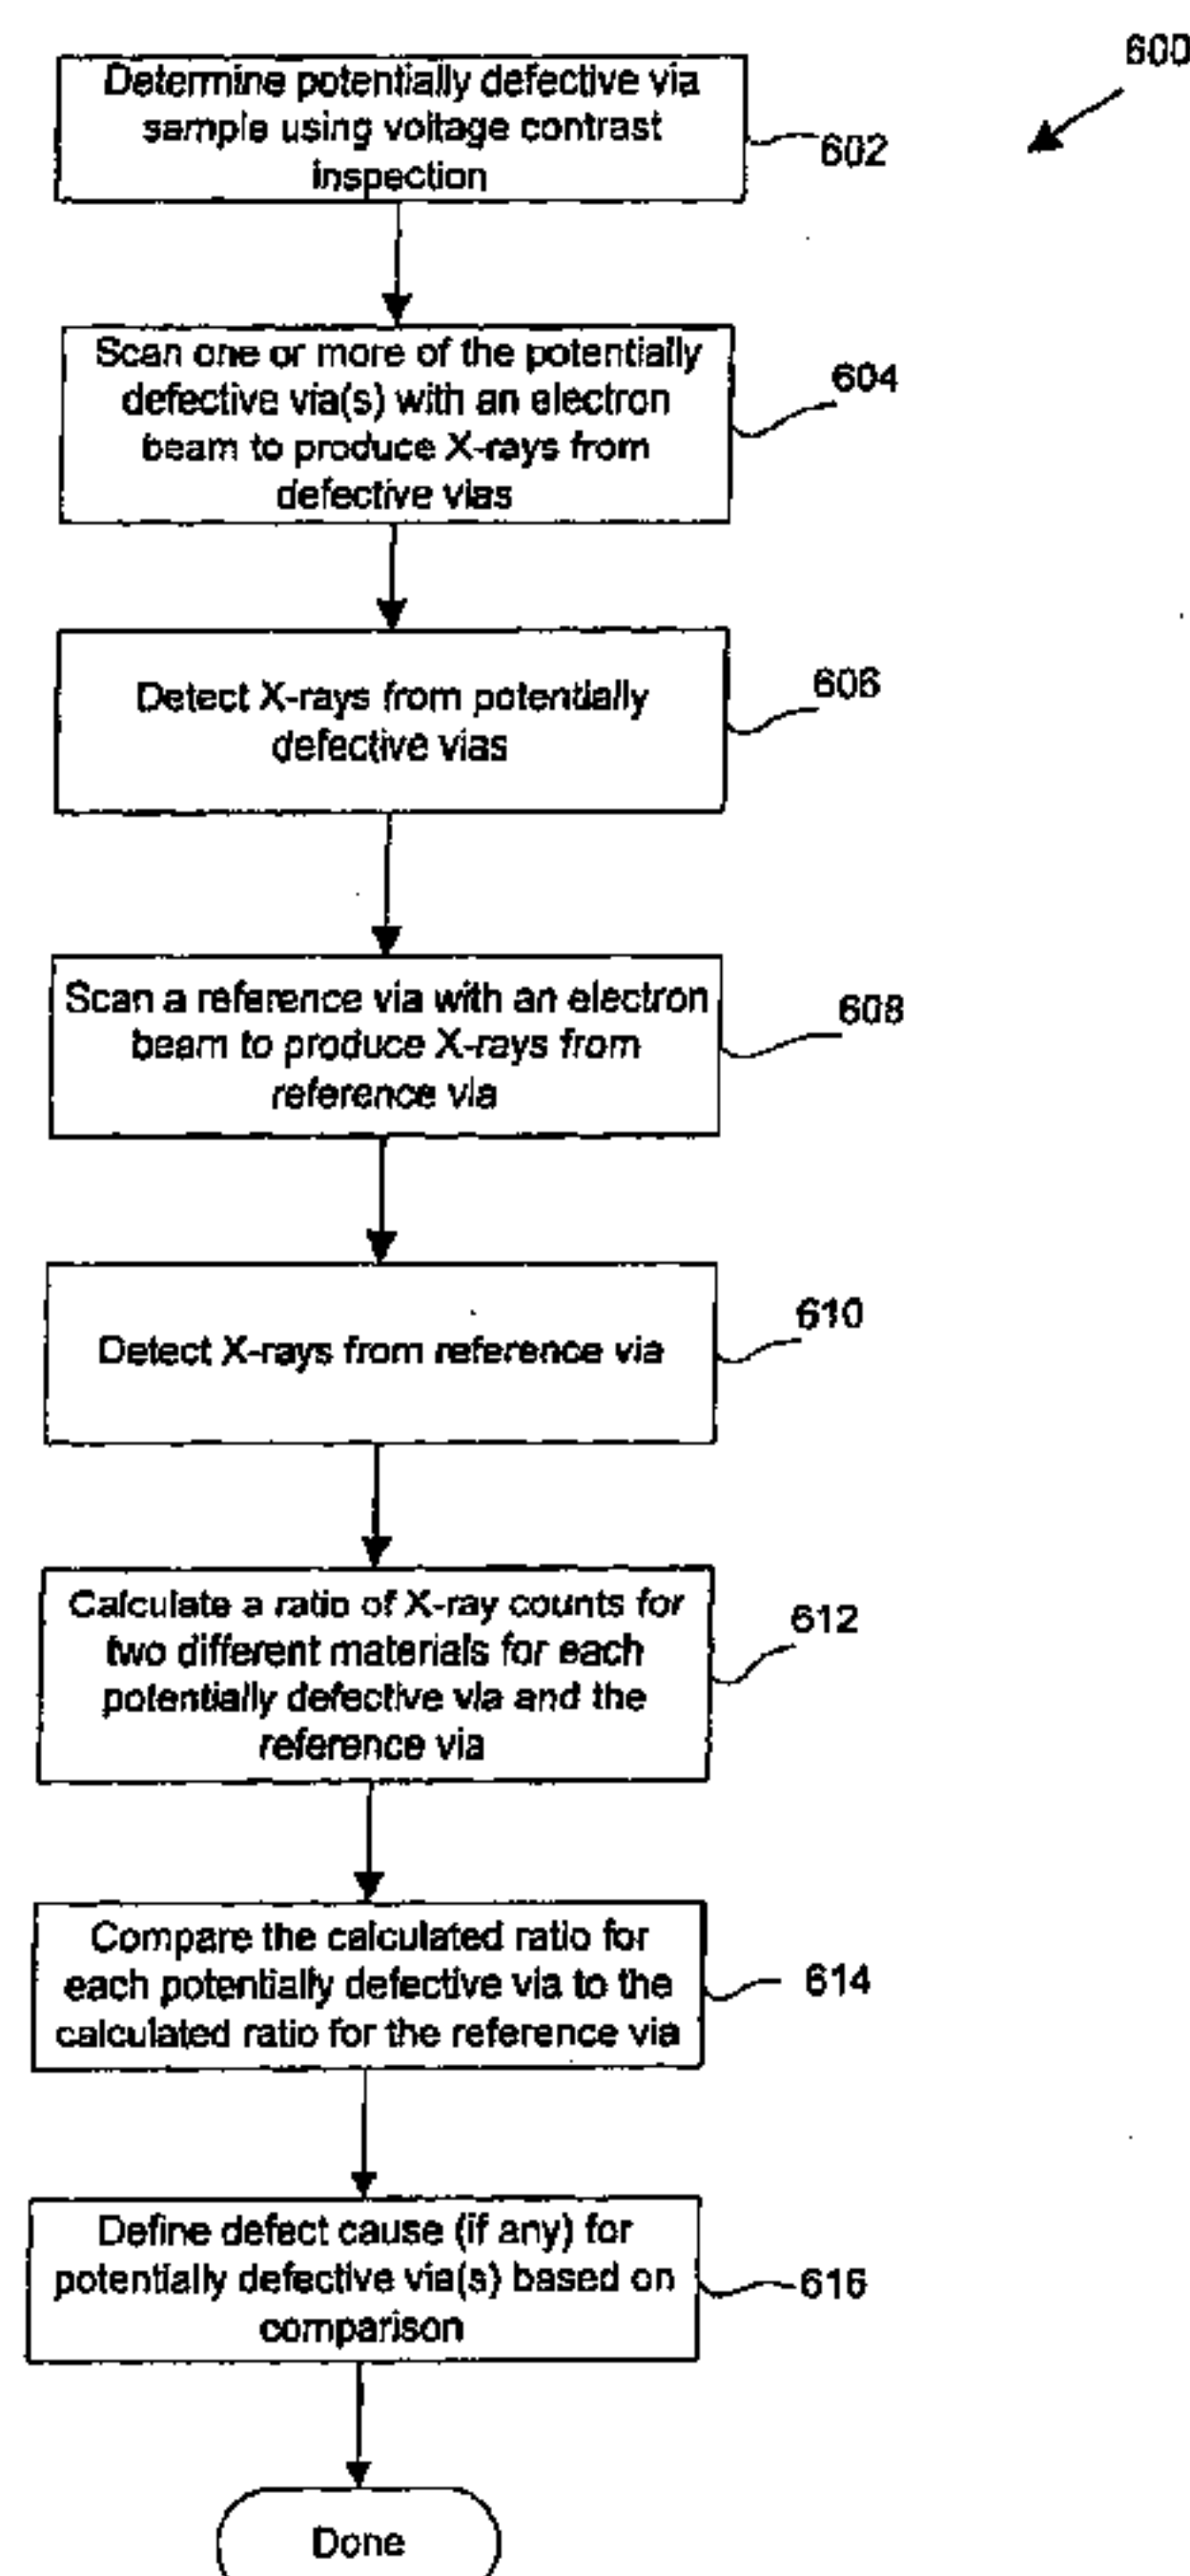 600
Determine potentially defective via
sample using voltage contrast
inspection
602
Scan one or more of the potentially
defective via(s) with an electron
beam to produce X-rays from
defective vias
604
Detect X-rays from potentially
defective vias
606
Scan a reference via with an electron
beam to produce X-rays from
reference via
608
Detect X-rays from reference via
610
Calculate a ratio of X-ray counts for
two different materials for each
potentially defective via and the
reference via
612
Compare the calculated ratio for
each potentially defective via to the
calculated ratio for the reference via
614
Define defect cause (if any) for
potentially defective via(s) based on
comparison
616
Done